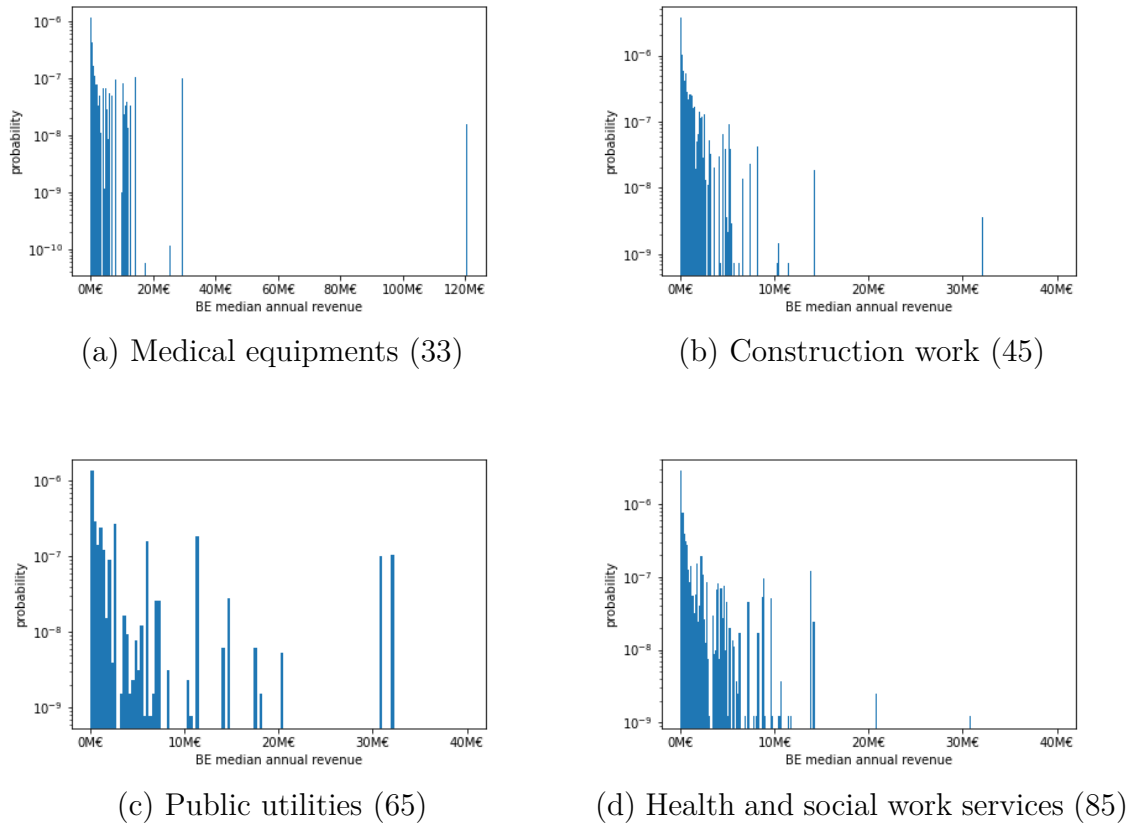 10⁻⁶
10⁻⁷
10⁻⁸
10⁻⁹
10⁻¹⁰
probability
0M€ 20M€ 40M€ 60M€ 80M€ 100M€ 120M€
BE median annual revenue
(a) Medical equipments (33)
10⁻⁶
10⁻⁷
10⁻⁸
10⁻⁹
probability
0M€ 10M€ 20M€ 30M€ 40M€
BE median annual revenue
(b) Construction work (45)
10⁻⁶
10⁻⁷
10⁻⁸
10⁻⁹
probability
0M€ 10M€ 20M€ 30M€ 40M€
BE median annual revenue
(c) Public utilities (65)
10⁻⁶
10⁻⁷
10⁻⁸
10⁻⁹
probability
0M€ 10M€ 20M€ 30M€ 40M€
BE median annual revenue
(d) Health and social work services (85)